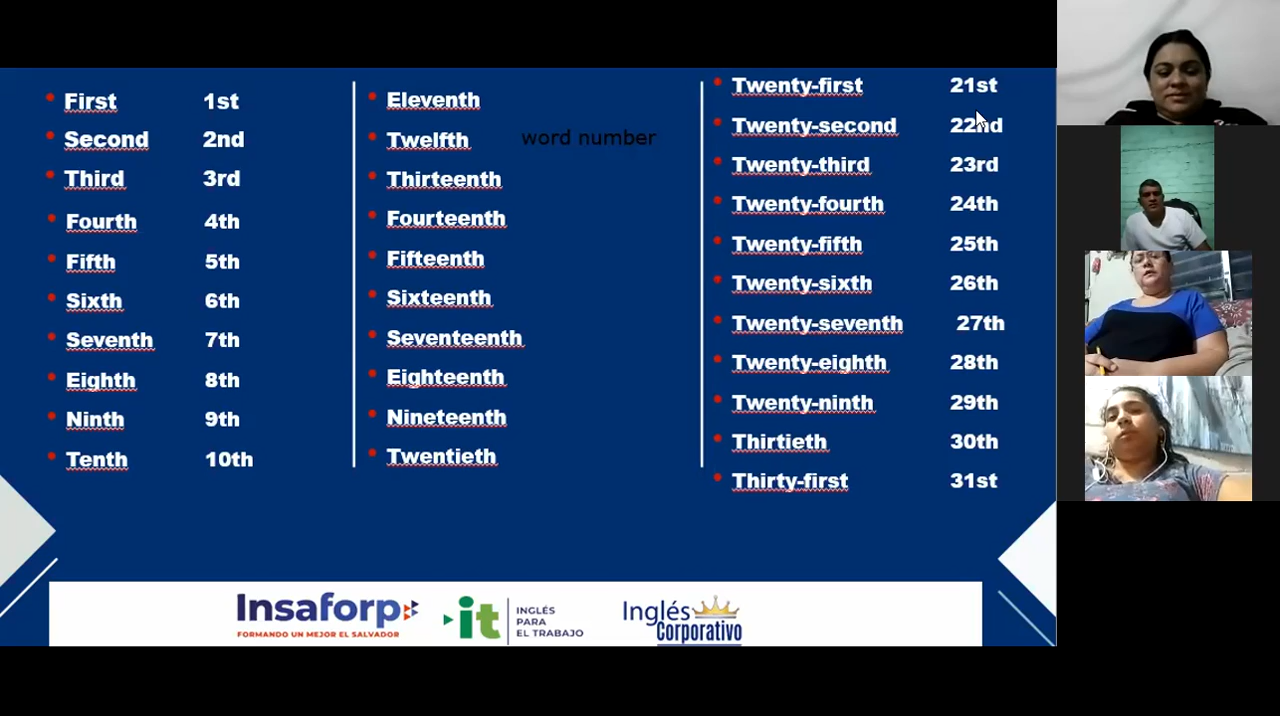 First 1st
Second 2nd
Third 3rd
Fourth 4th
Fifth 5th
Sixth 6th
Seventh 7th
Eighth 8th
Ninth 9th
Tenth 10th
Eleventh
Twelfth word number
Thirteenth
Fourteenth
Fifteenth
Sixteenth
Seventeenth
Eighteenth
Nineteenth
Twentieth
Twenty-first 21st
Twenty-second 22nd
Twenty-third 23rd
Twenty-fourth 24th
Twenty-fifth 25th
Twenty-sixth 26th
Twenty-seventh 27th
Twenty-eighth 28th
Twenty-ninth 29th
Thirtieth 30th
Thirty-first 31st
Insaforp
FORMANDO UN MEJOR EL SALVADOR
it
INGLÉS
PARA
EL TRABAJO
Inglés
Corporativo